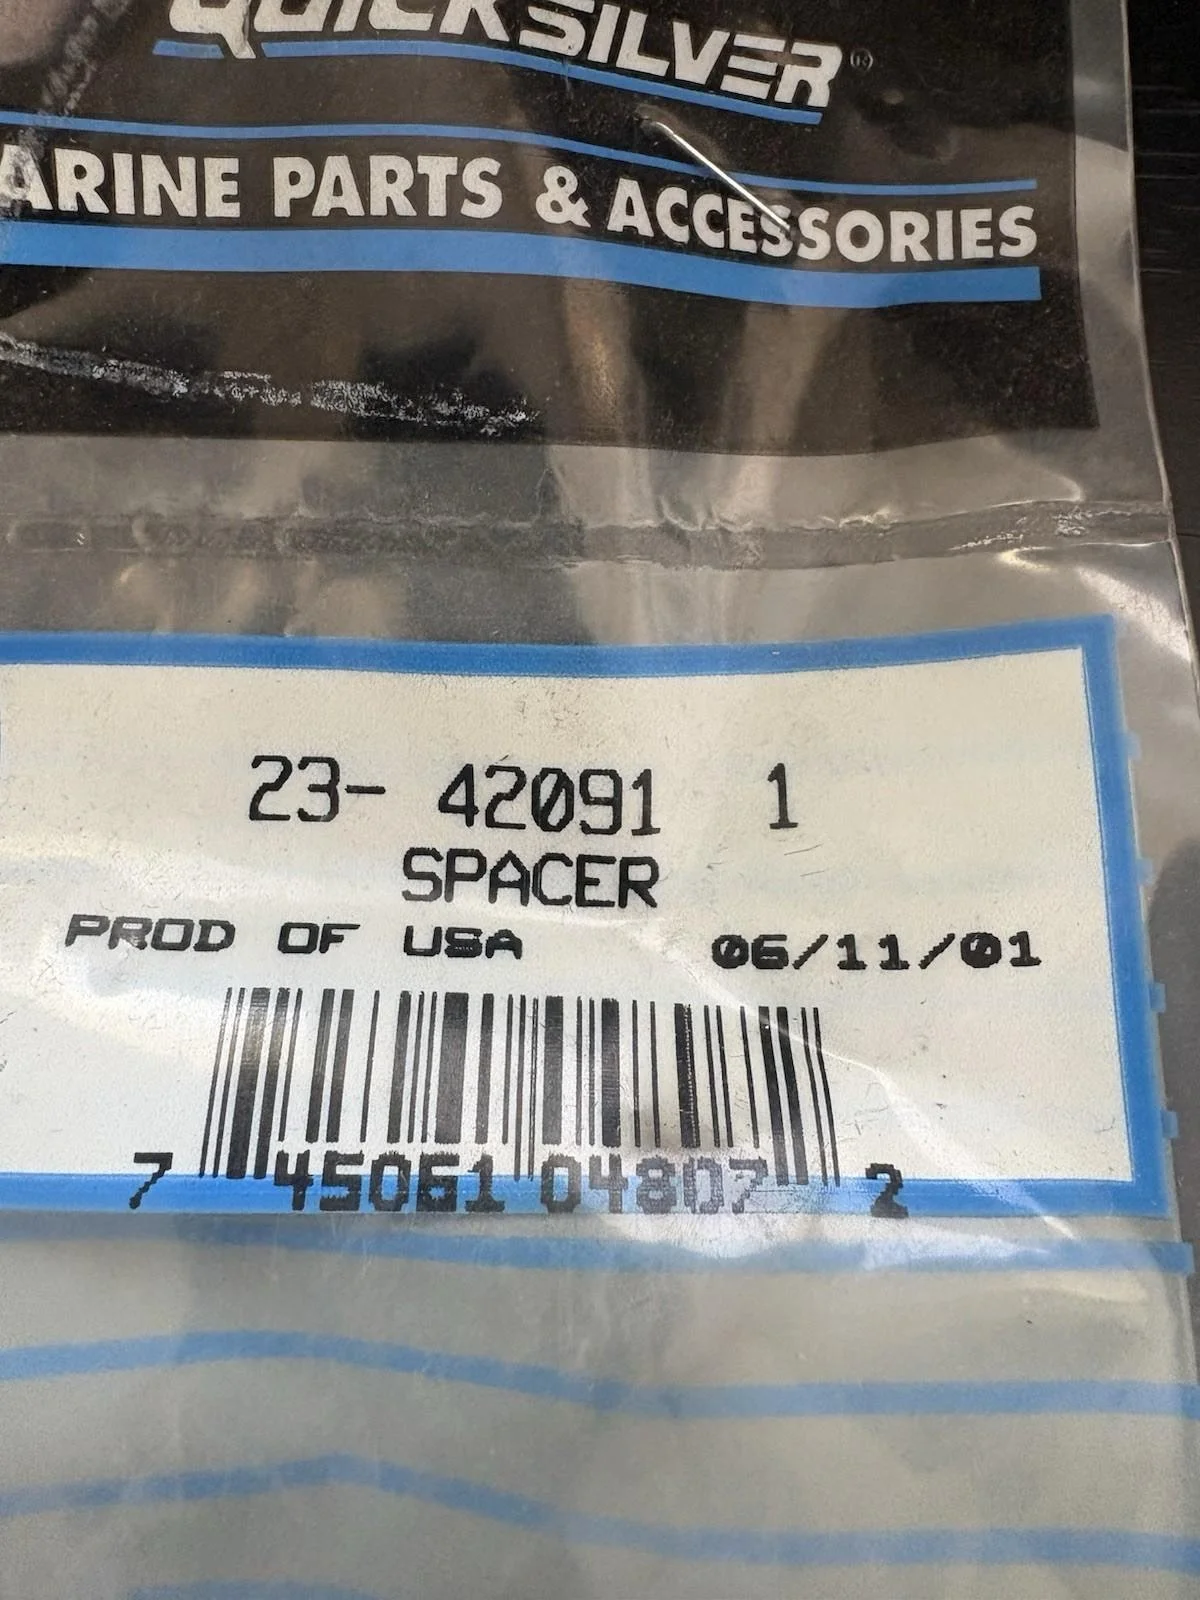 QUICKSILVER®
ARINE PARTS & ACCESSORIES
23- 42091 1
SPACER
PROD OF USA 06/11/01
7 45061 04807 2